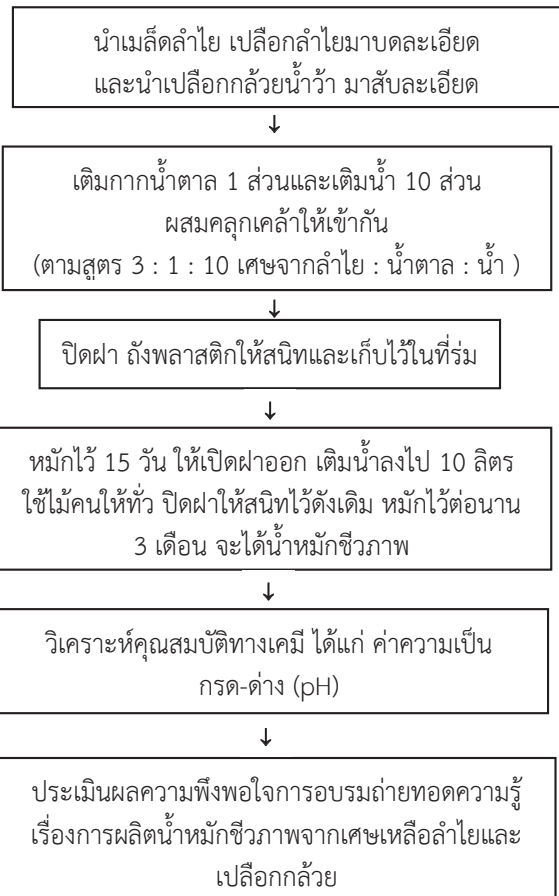 นำเมล็ดลำไย เปลือกลำไยมาบดละเอียด
และนำเปลือกกล้วยน้ำว้า มาสับละเอียด
↓
เติมกากน้ำตาล 1 ส่วนและเติมน้ำ 10 ส่วน
ผสมคลุกเคล้าให้เข้ากัน
(ตามสูตร 3 : 1 : 10 เศษจากลำไย : น้ำตาล : น้ำ )
↓
ปิดฝา ถังพลาสติกให้สนิทและเก็บไว้ในที่ร่ม
↓
หมักไว้ 15 วัน ให้เปิดฝาออก เติมน้ำลงไป 10 ลิตร
ใช้ไม้คนให้ทั่ว ปิดฝาให้สนิทไว้ดังเดิม หมักไว้ต่อนาน
3 เดือน จะได้น้ำหมักชีวภาพ
↓
วิเคราะห์คุณสมบัติทางเคมี ได้แก่ ค่าความเป็น
กรด-ด่าง (pH)
↓
ประเมินผลความพึงพอใจการอบรมถ่ายทอดความรู้
เรื่องการผลิตน้ำหมักชีวภาพจากเศษเหลือลำไยและ
เปลือกกล้วย